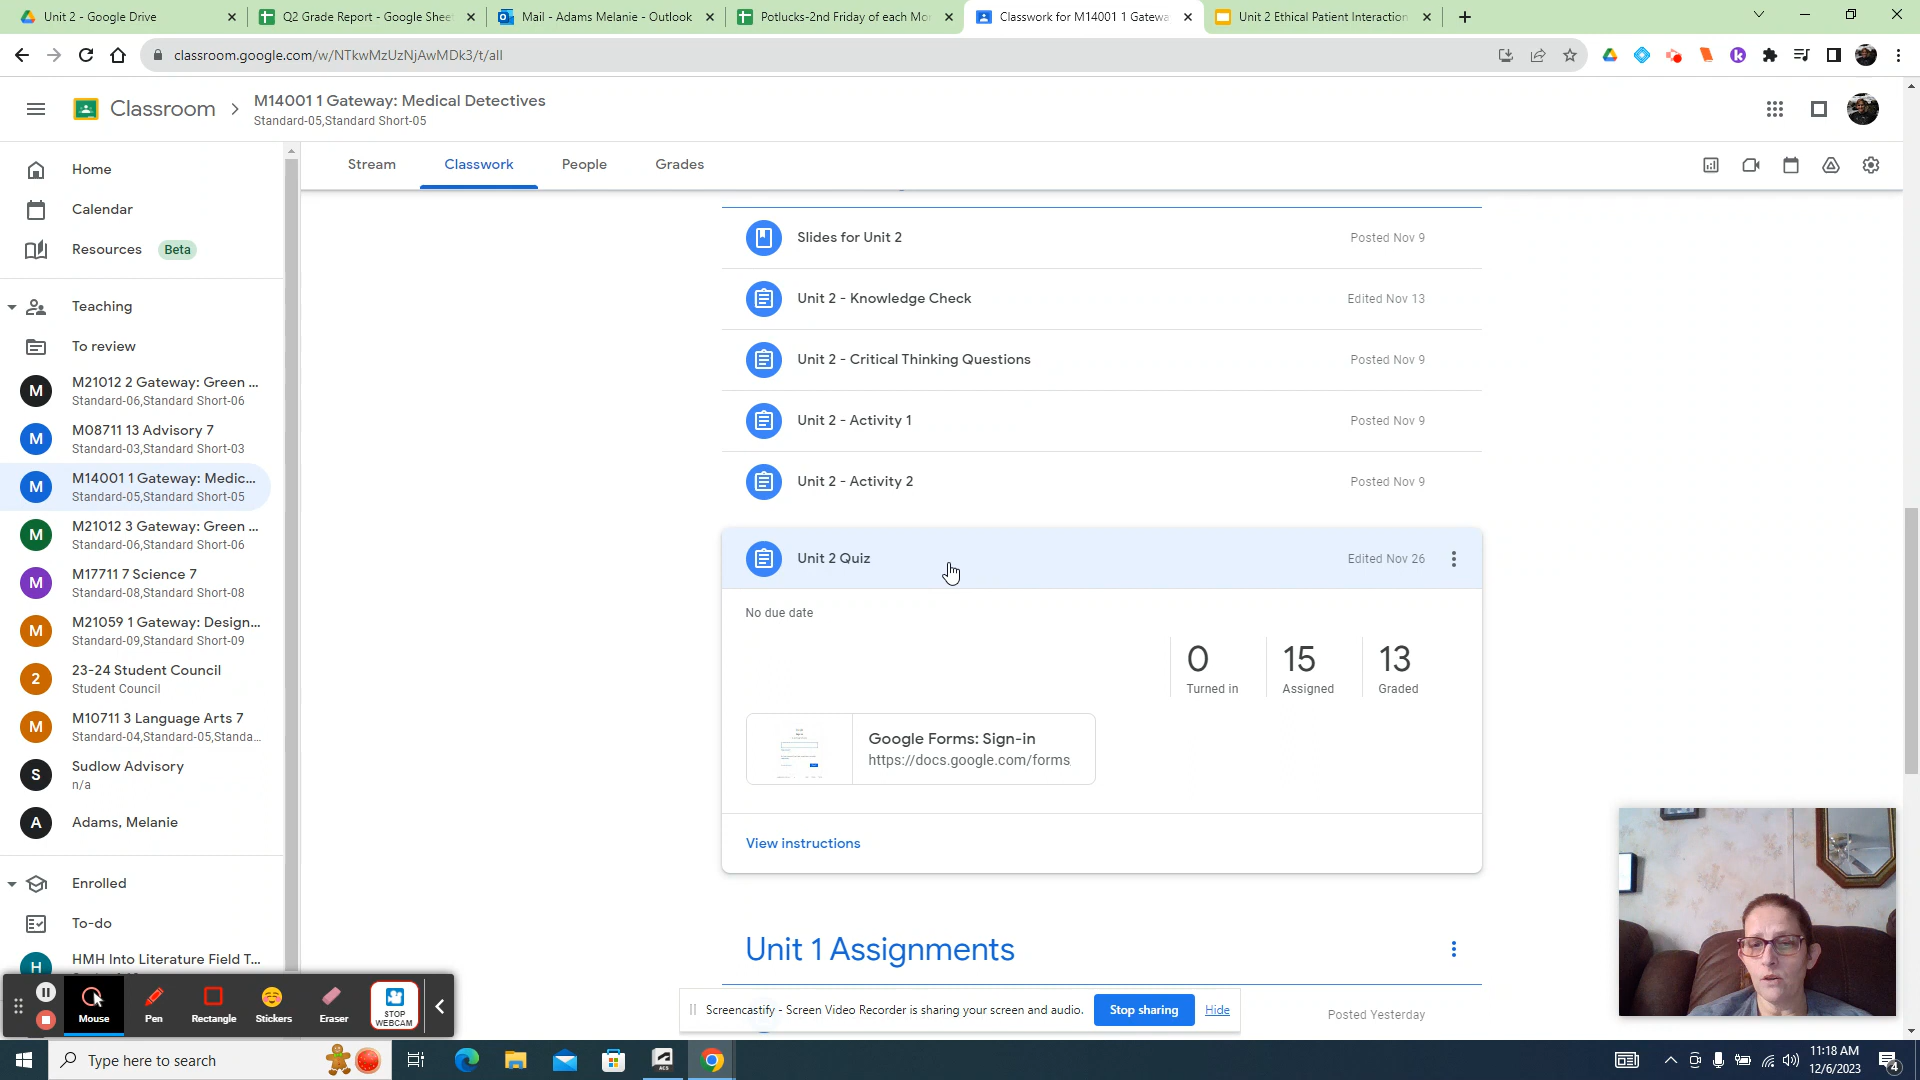 Unit 2 - Google Drive
Q2 Grade Report - Google Shee
Mail - Adams Melanie - Outlook
Potlucks-2nd Friday of each Mo
Classwork for M14001 1 Gatewa
Unit 2 Ethical Patient Interaction
classroom.google.com/w/NTkwMzUzNjAwMDk3/t/all
Classroom
M14001 1 Gateway: Medical Detectives
Standard-05,Standard Short-05
Home
Calendar
Resources Beta
Teaching
To review
M
M21012 2 Gateway: Green ...
Standard-06,Standard Short-06
M
M08711 13 Advisory 7
Standard-03,Standard Short-03
M
M14001 1 Gateway: Medic...
Standard-05,Standard Short-05
M
M21012 3 Gateway: Green ...
Standard-06,Standard Short-06
M
M17711 7 Science 7
Standard-08,Standard Short-08
M
M21059 1 Gateway: Design...
Standard-09,Standard Short-09
2
23-24 Student Council
Student Council
M
M10711 3 Language Arts 7
Standard-04,Standard-05,Standa...
S
Sudlow Advisory
n/a
A
Adams, Melanie
Enrolled
To-do
H
HMH Into Literature Field T...
Stream
Classwork
People
Grades
Slides for Unit 2
Posted Nov 9
Unit 2 - Knowledge Check
Edited Nov 13
Unit 2 - Critical Thinking Questions
Posted Nov 9
Unit 2 - Activity 1
Posted Nov 9
Unit 2 - Activity 2
Posted Nov 9
Unit 2 Quiz
Edited Nov 26
No due date
0
Turned in
15
Assigned
13
Graded
Google Forms: Sign-in
https://docs.google.com/forms
View instructions
Unit 1 Assignments
Posted Yesterday
Mouse
Pen
Rectangle
Stickers
Eraser
STOP
WEBCAM
Screencastify - Screen Video Recorder is sharing your screen and audio.
Stop sharing
Hide
Type here to search
11:18 AM
12/6/2023
4